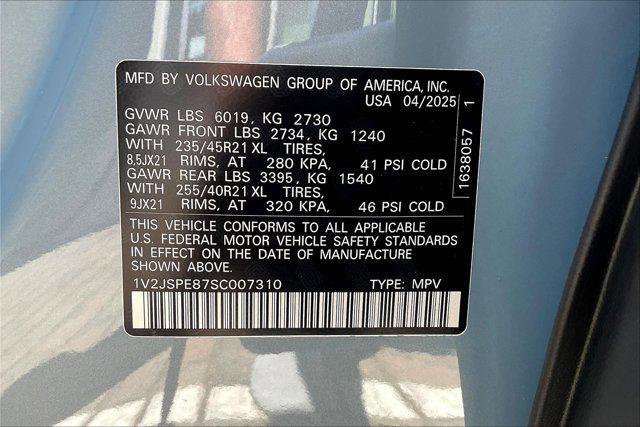 MFD BY VOLKSWAGEN GROUP OF AMERICA, INC.
USA 04/2025
GVWR LBS 6019, KG 2730
GAWR FRONT LBS 2734, KG 1240
WITH 235/45R21 XL TIRES,
8,5JX21 RIMS, AT 280 KPA, 41 PSI COLD
GAWR REAR LBS 3395, KG 1540
WITH 255/40R21 XL TIRES,
9JX21 RIMS, AT 320 KPA, 46 PSI COLD
THIS VEHICLE CONFORMS TO ALL APPLICABLE
U.S. FEDERAL MOTOR VEHICLE SAFETY STANDARDS
IN EFFECT ON THE DATE OF MANUFACTURE
SHOWN ABOVE.
1V2JSPE87SC007310 TYPE: MPV
1638057 1